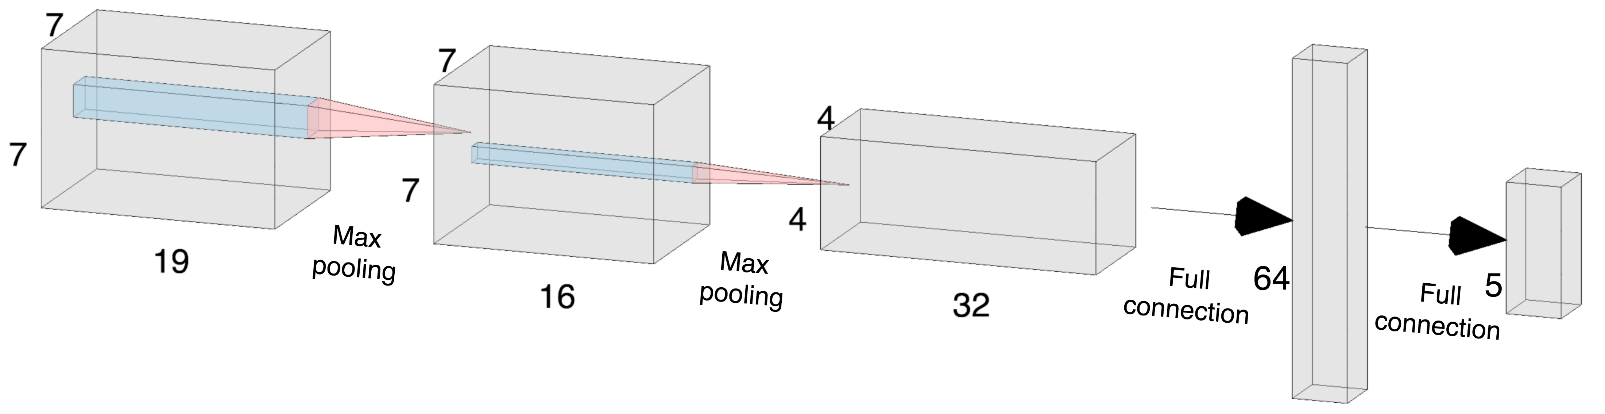 7
7
19
Max
pooling
7
7
16
Max
pooling
4
4
32
Full
connection
64
Full
connection
5